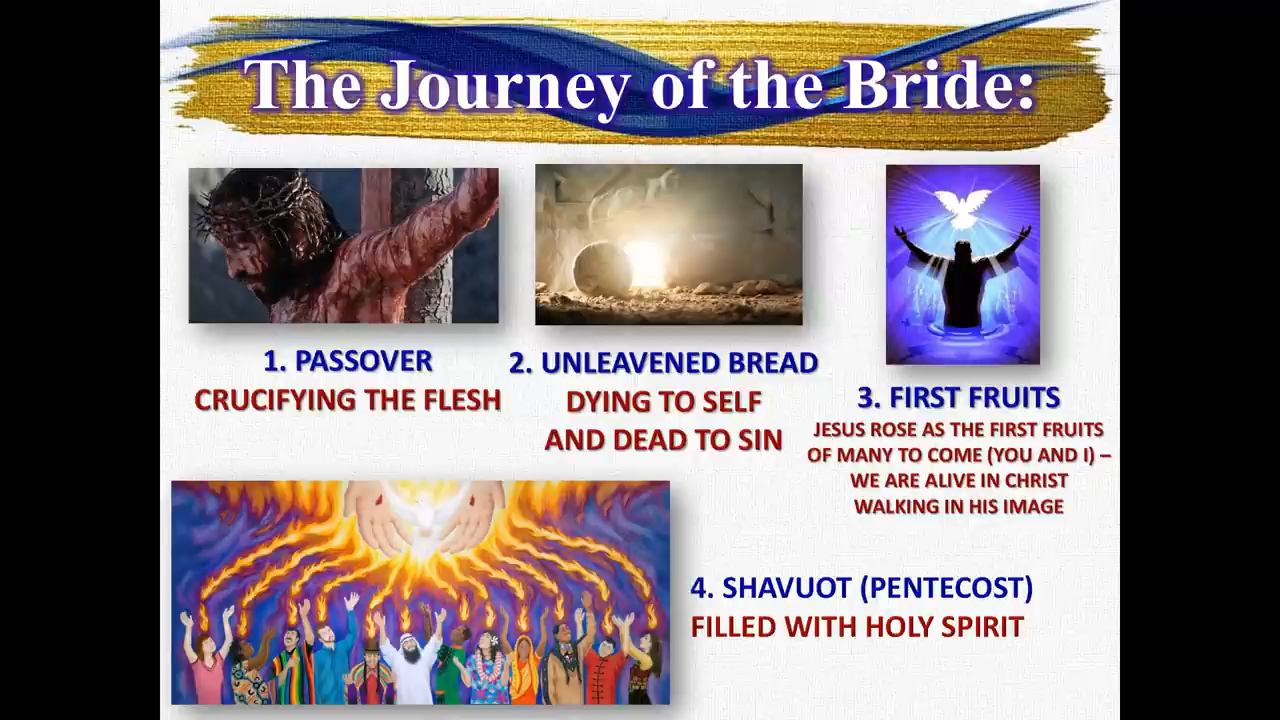 The Journey of the Bride:
1. PASSOVER
CRUCIFYING THE FLESH
2. UNLEAVENED BREAD
DYING TO SELF
AND DEAD TO SIN
3. FIRST FRUITS
JESUS ROSE AS THE FIRST FRUITS
OF MANY TO COME (YOU AND I) –
WE ARE ALIVE IN CHRIST
WALKING IN HIS IMAGE
4. SHAVUOT (PENTECOST)
FILLED WITH HOLY SPIRIT